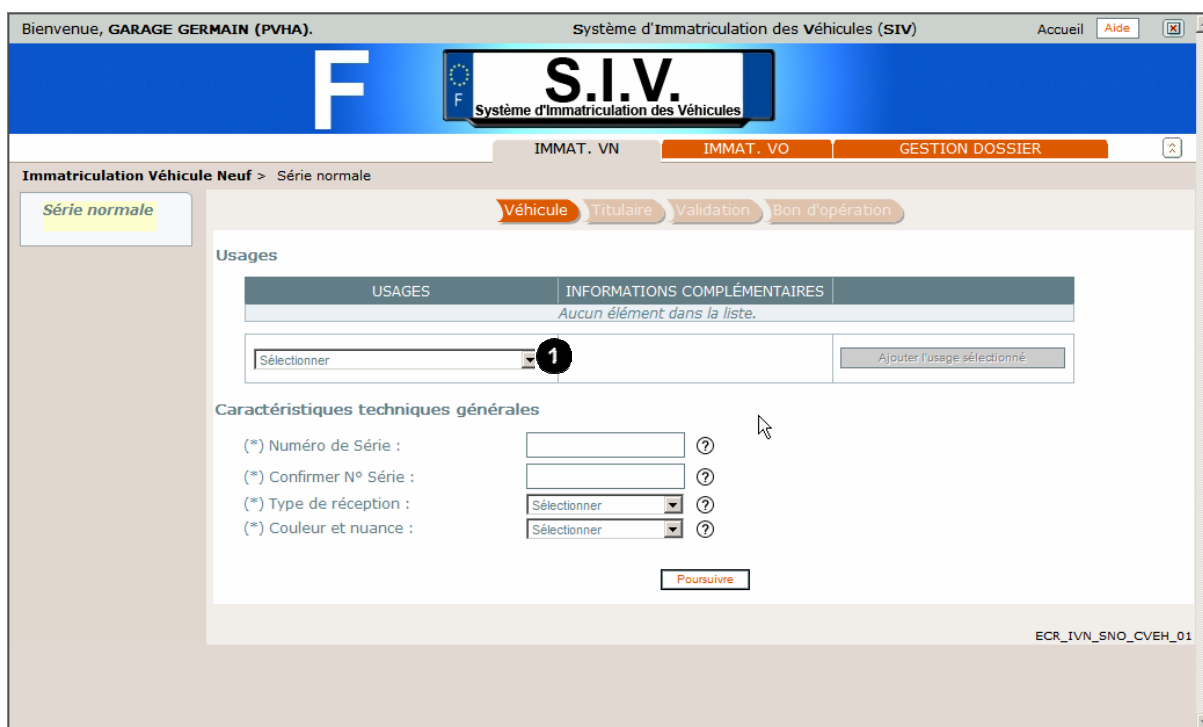 Bienvenue, GARAGE GERMAIN (PVHA). Système d'Immatriculation des Véhicules (SIV) Accueil Aide
F
F S.I.V.
Système d'Immatriculation des Véhicules
IMMAT. VN IMMAT. VO GESTION DOSSIER
Immatriculation Véhicule Neuf > Série normale
Série normale
Véhicule Titulaire Validation Bon d'opération
Usages
USAGES INFORMATIONS COMPLÉMENTAIRES
Aucun élément dans la liste.
Sélectionner 1 Ajouter l'usage sélectionné
Caractéristiques techniques générales
(*) Numéro de Série : ?
(*) Confirmer N° Série : ?
(*) Type de réception : Sélectionner ?
(*) Couleur et nuance : Sélectionner ?
Poursuivre
ECR_IVN_SNO_CVEH_01